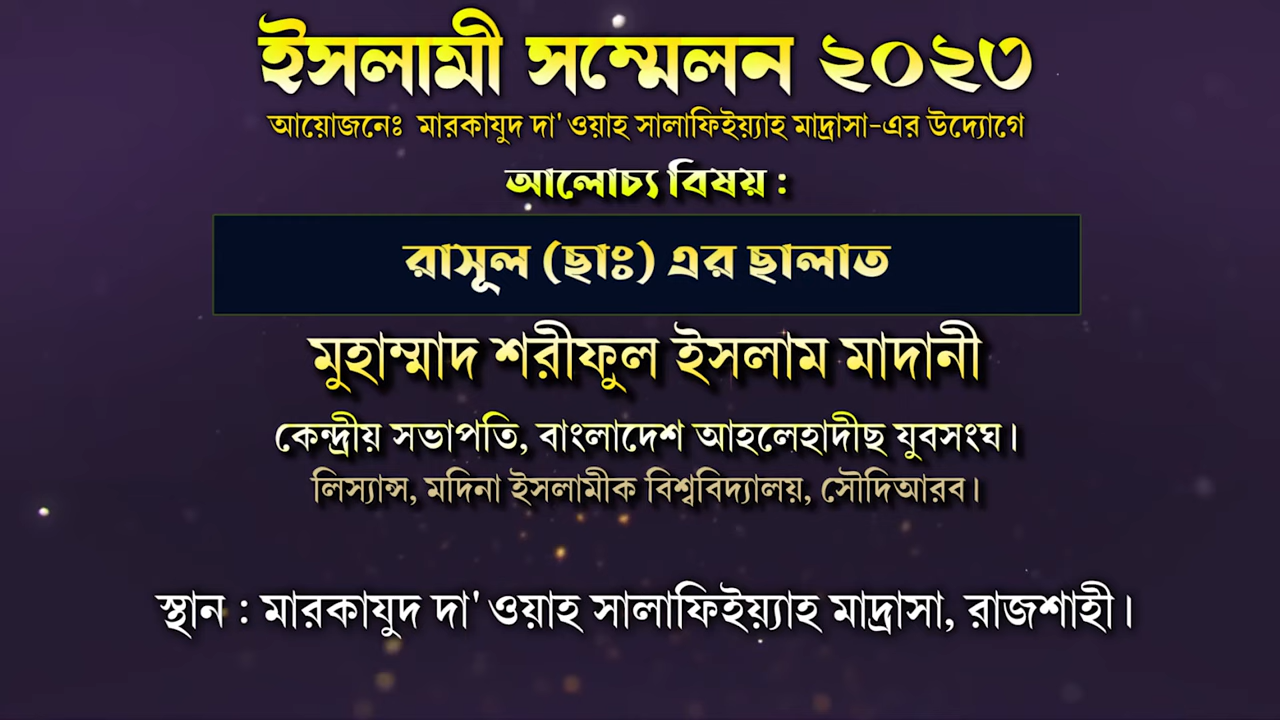 ইসলামী সম্মেলন ২০২৩
আয়োজনেঃ মারকাযুদ দা'ওয়াহ সালাফিইয়্যাহ মাদ্রাসা-এর উদ্যোগে
আলোচ্য বিষয় :
রাসূল (ছাঃ) এর ছালাত
মুহাম্মাদ শরীফুল ইসলাম মাদানী
কেন্দ্রীয় সভাপতি, বাংলাদেশ আহলেহাদীছ যুবসংঘ।
লিস্যান্স, মদিনা ইসলামীক বিশ্ববিদ্যালয়, সৌদিআরব।
স্থান : মারকাযুদ দা'ওয়াহ সালাফিইয়্যাহ মাদ্রাসা, রাজশাহী।